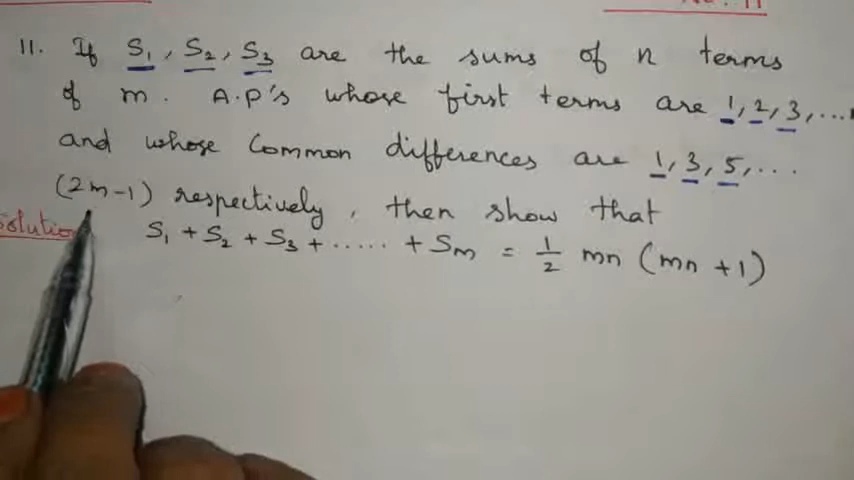 No. 11
11. If S₁, S₂, S₃ are the sums of n terms
of m. A.P's whose first terms are 1, 2, 3, ...
and whose common differences are 1, 3, 5, ...
(2m-1) respectively, then show that
Solution
S₁ + S₂ + S₃ + ..... + Sₘ = 1/2 mn (mn + 1)